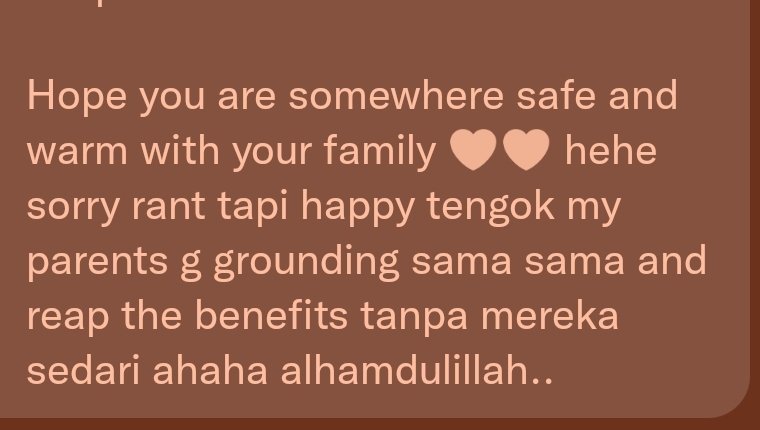 Hope you are somewhere safe and
warm with your family 🤎🤎 hehe
sorry rant tapi happy tengok my
parents g grounding sama sama and
reap the benefits tanpa mereka
sedari ahaha alhamdulillah..